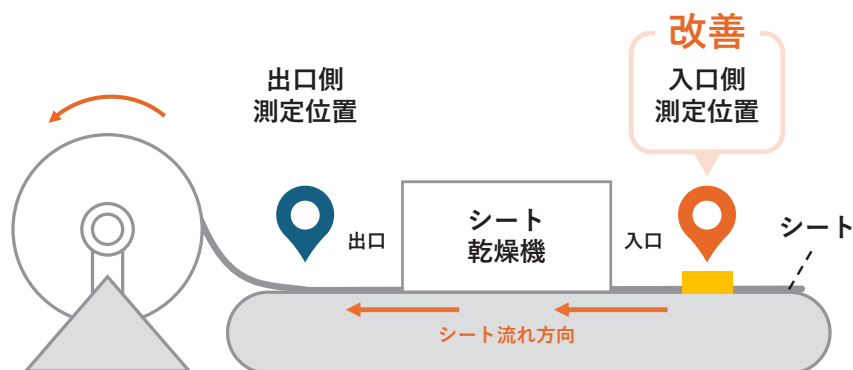 改善
出口側
測定位置
入口側
測定位置
出口
シート
乾燥機
入口
シート
シート流れ方向